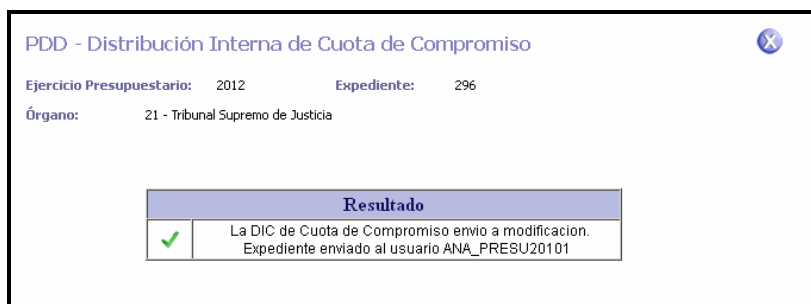 PDD - Distribución Interna de Cuota de Compromiso
Ejercicio Presupuestario: 2012 Expediente: 296
Órgano: 21 - Tribunal Supremo de Justicia
Resultado
La DIC de Cuota de Compromiso envio a modificacion.
Expediente enviado al usuario ANA_PRESU20101